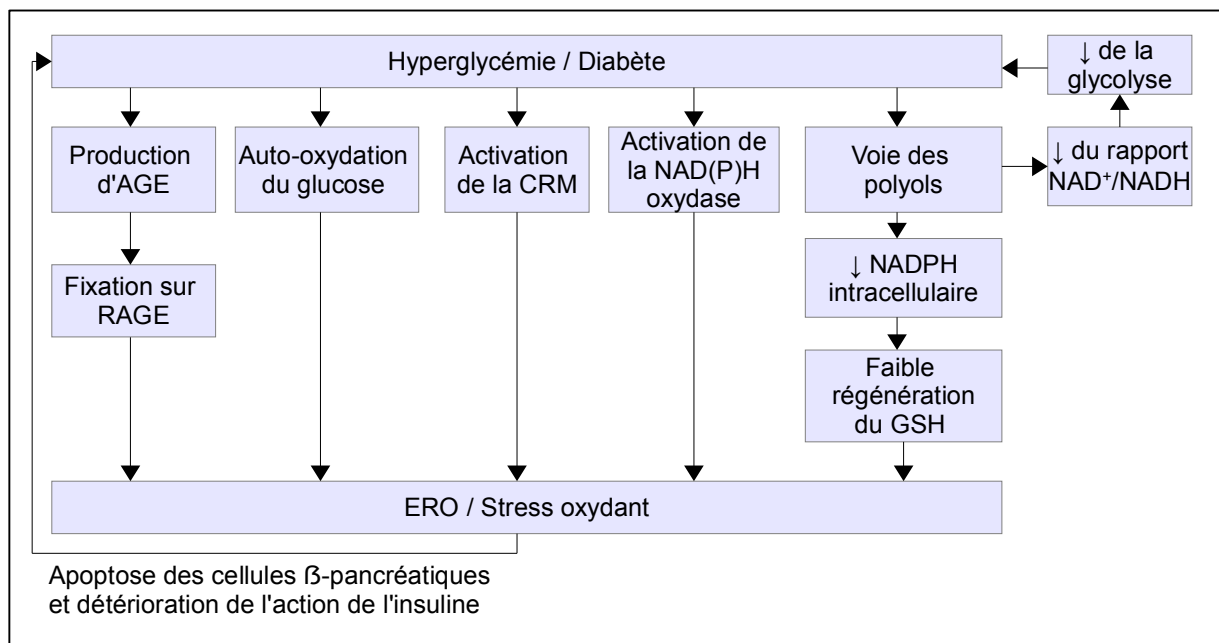 Hyperglycémie / Diabète
↓ de la
glycolyse
Production
d'AGE
Auto-oxydation
du glucose
Activation
de la CRM
Activation de
la NAD(P)H
oxydase
Voie des
polyols
↓ du rapport
NAD⁺/NADH
↓ NADPH
intracellulaire
Fixation sur
RAGE
Faible
régénération
du GSH
ERO / Stress oxydant
Apoptose des cellules ß-pancréatiques
et détérioration de l'action de l'insuline